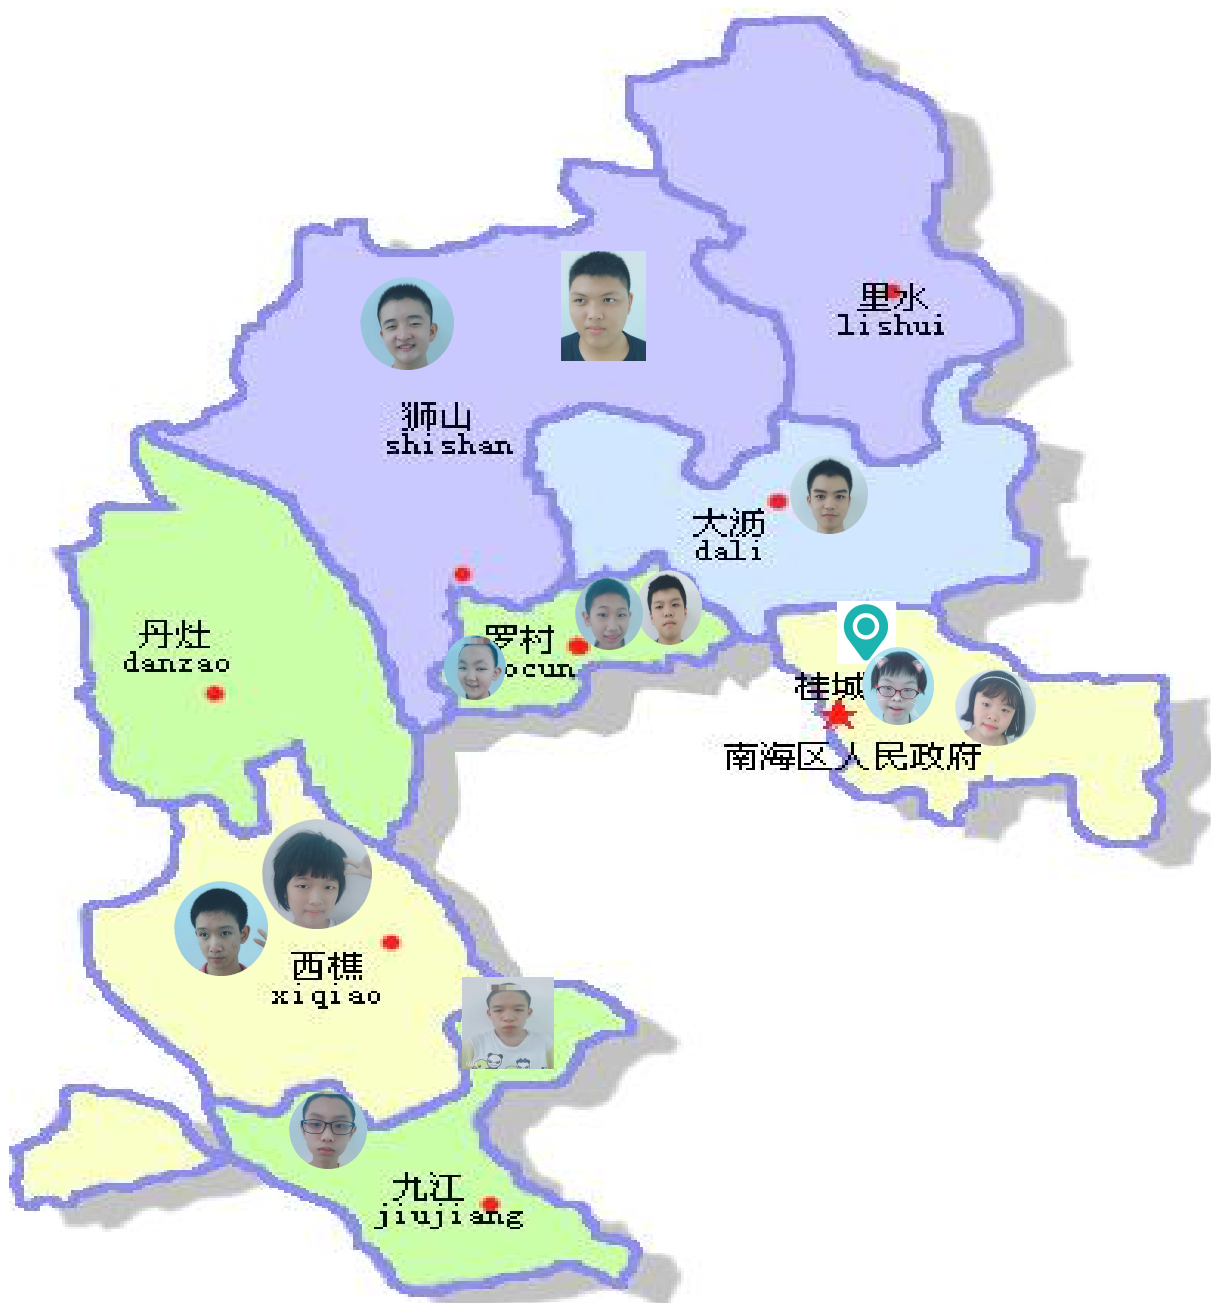 里水
lishui
狮山
shishan
大沥
dali
丹灶
danzao
罗村
ocun
桂城
南海区人民政府
西樵
xiqiao
九江
jiujiang